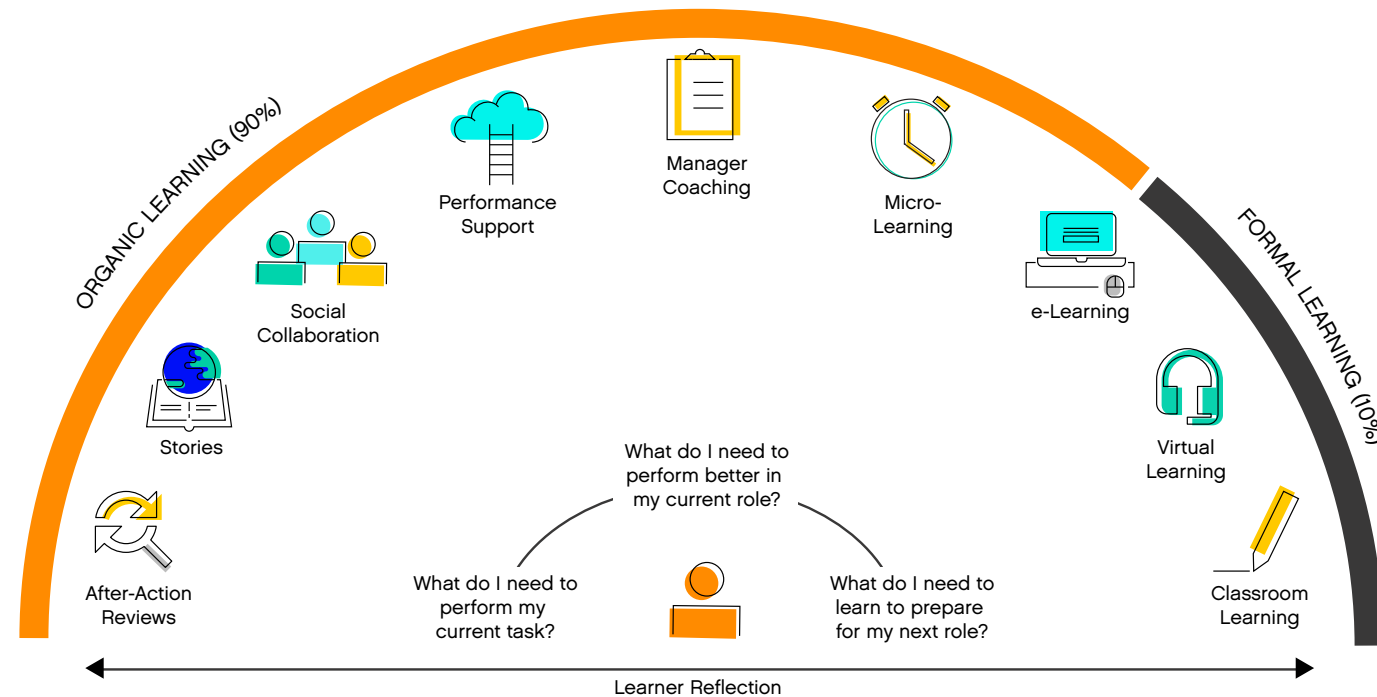 ORGANIC LEARNING (90%)
FORMAL LEARNING (10%)
After-Action
Reviews
Stories
Social
Collaboration
Performance
Support
Manager
Coaching
Micro-
Learning
e-Learning
Virtual
Learning
Classroom
Learning
What do I need to
perform my
current task?
What do I need to
perform better in
my current role?
What do I need to
learn to prepare
for my next role?
Learner Reflection